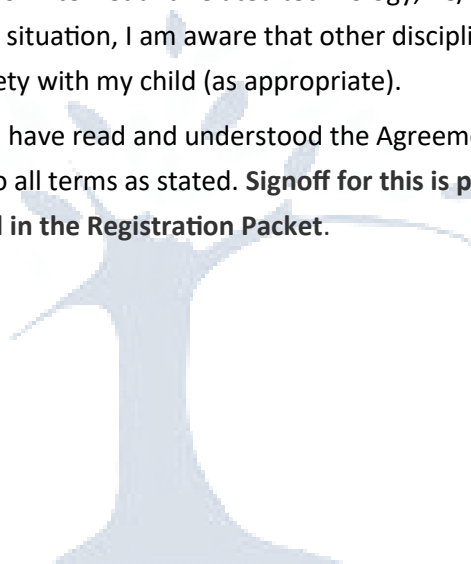 situation, I am aware that other discipli
ety with my child (as appropriate).
have read and understood the Agreeme
o all terms as stated. Signoff for this is p
in the Registration Packet.